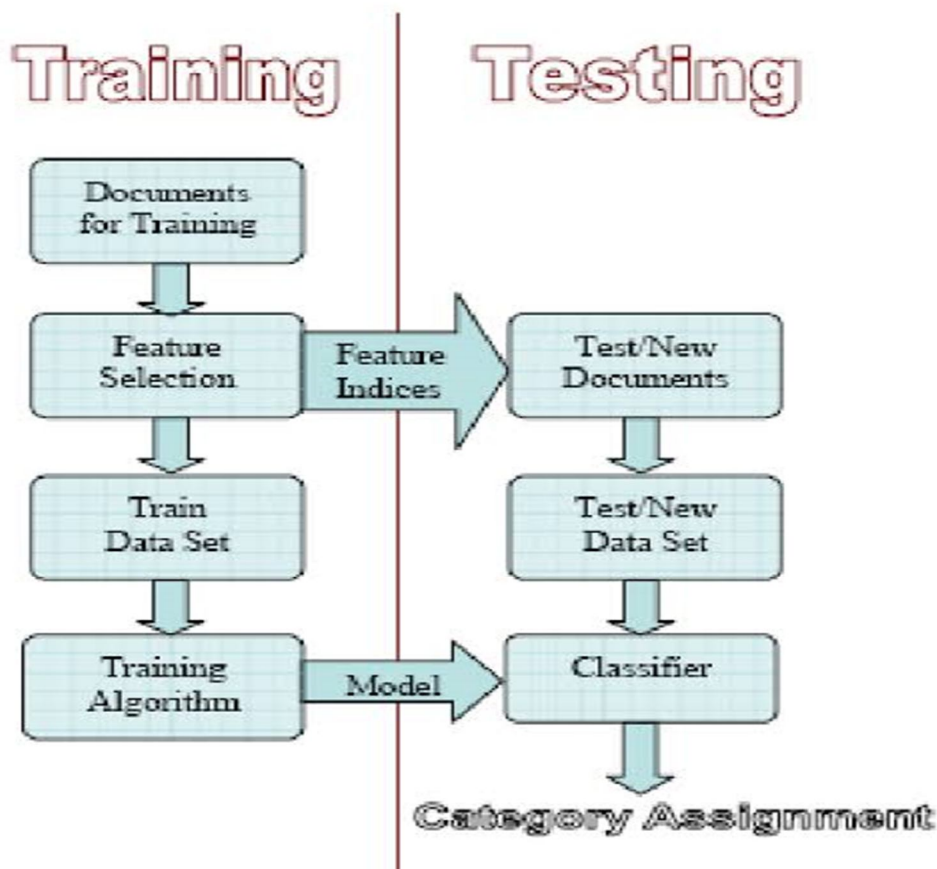 Training
Testing
Documents
for Training
Feature
Selection
Feature
Indices
Test/New
Documents
Train
Data Set
Test/New
Data Set
Training
Algorithm
Model
Classifier
Category Assignment